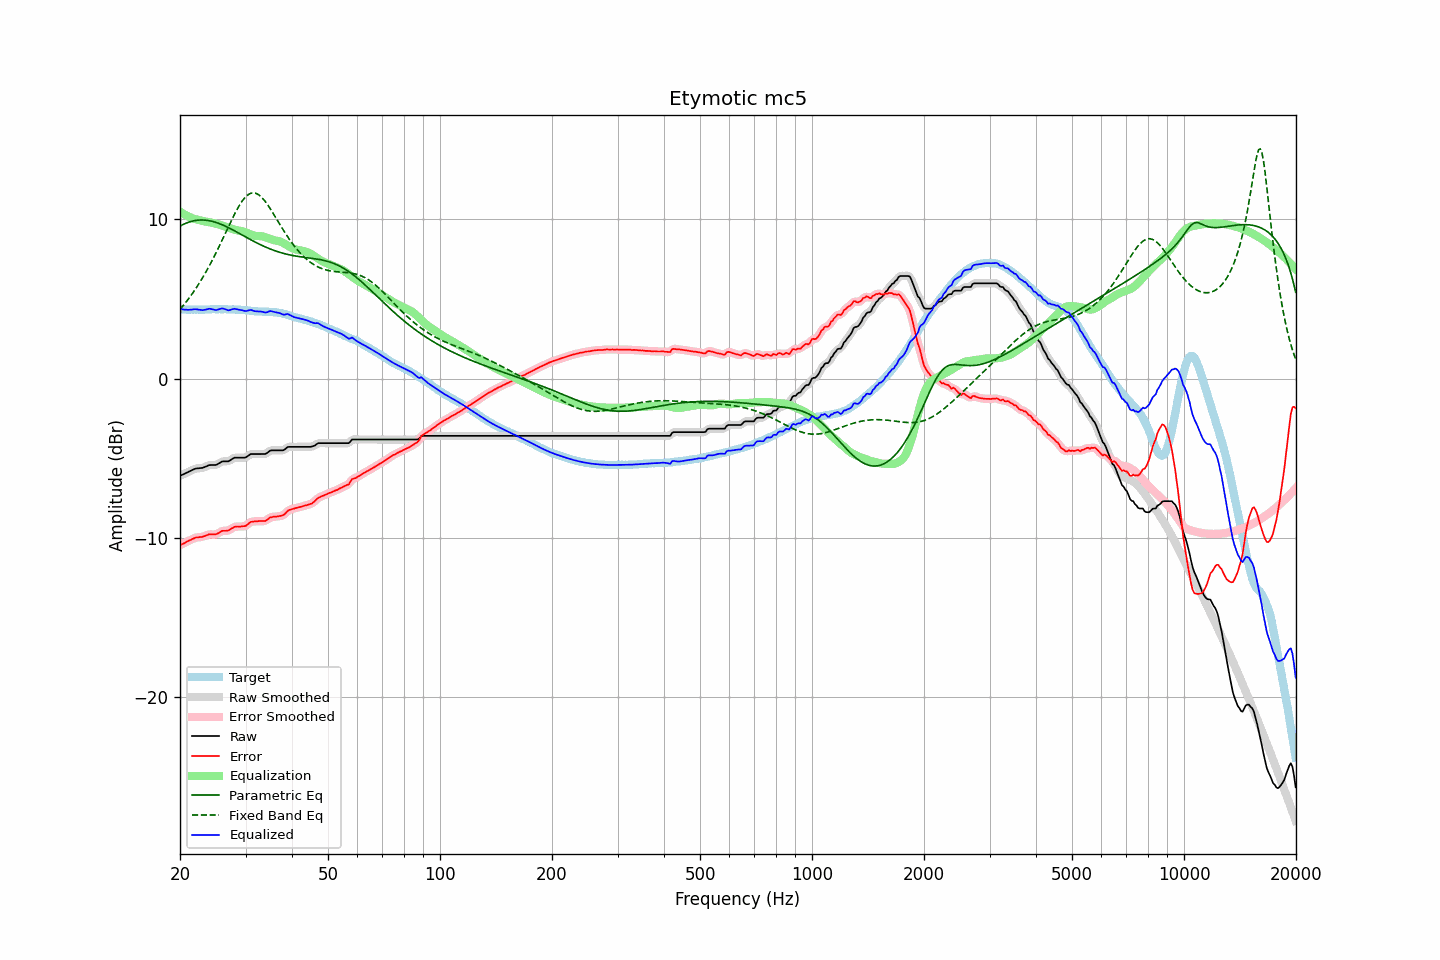 Etymotic mc5
Amplitude (dBr)
10
0
−10
−20
Target
Raw Smoothed
Error Smoothed
Raw
Error
Equalization
Parametric Eq
Fixed Band Eq
Equalized
20 50 100 200 500 1000 2000 5000 10000 20000
Frequency (Hz)